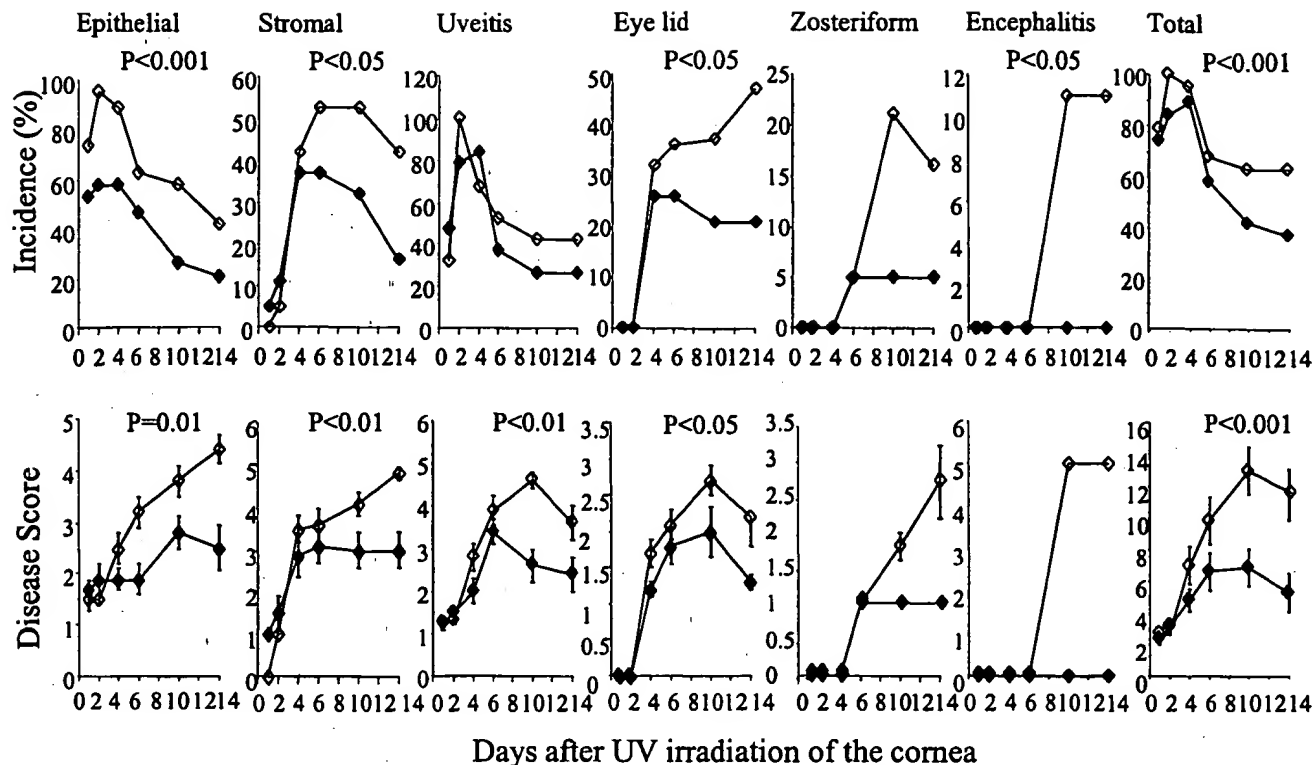 Epithelial Stromal Uveitis Eye lid Zosteriform Encephalitis Total
P<0.001 P<0.05 P<0.05 P<0.05 P<0.001
Incidence (%)
100 80 60 40 20 0
60 50 40 30 20 10 0
120 100 80 60 40 20 0
50 40 30 20 10 0
25 20 15 10 5 0
12 10 8 6 4 2 0
100 80 60 40 20 0
0 2 4 6 8 10 12 14
0 2 4 6 8 10 12 14
0 2 4 6 8 10 12 14
0 2 4 6 8 10 12 14
0 2 4 6 8 10 12 14
0 2 4 6 8 10 12 14
0 2 4 6 8 10 12 14
P=0.01 P<0.01 P<0.01 P<0.05 P<0.001
Disease Score
5 4 3 2 1 0
6 5 4 3 2 1 0
6 5 4 3 2 1 0
3.5 3 2.5 2 1.5 1 0.5 0
3.5 3 2.5 2 1.5 1 0.5 0
6 5 4 3 2 1 0
16 14 12 10 8 6 4 2 0
0 2 4 6 8 10 12 14
0 2 4 6 8 10 12 14
0 2 4 6 8 10 12 14
0 2 4 6 8 10 12 14
0 2 4 6 8 10 12 14
0 2 4 6 8 10 12 14
0 2 4 6 8 10 12 14
Days after UV irradiation of the cornea